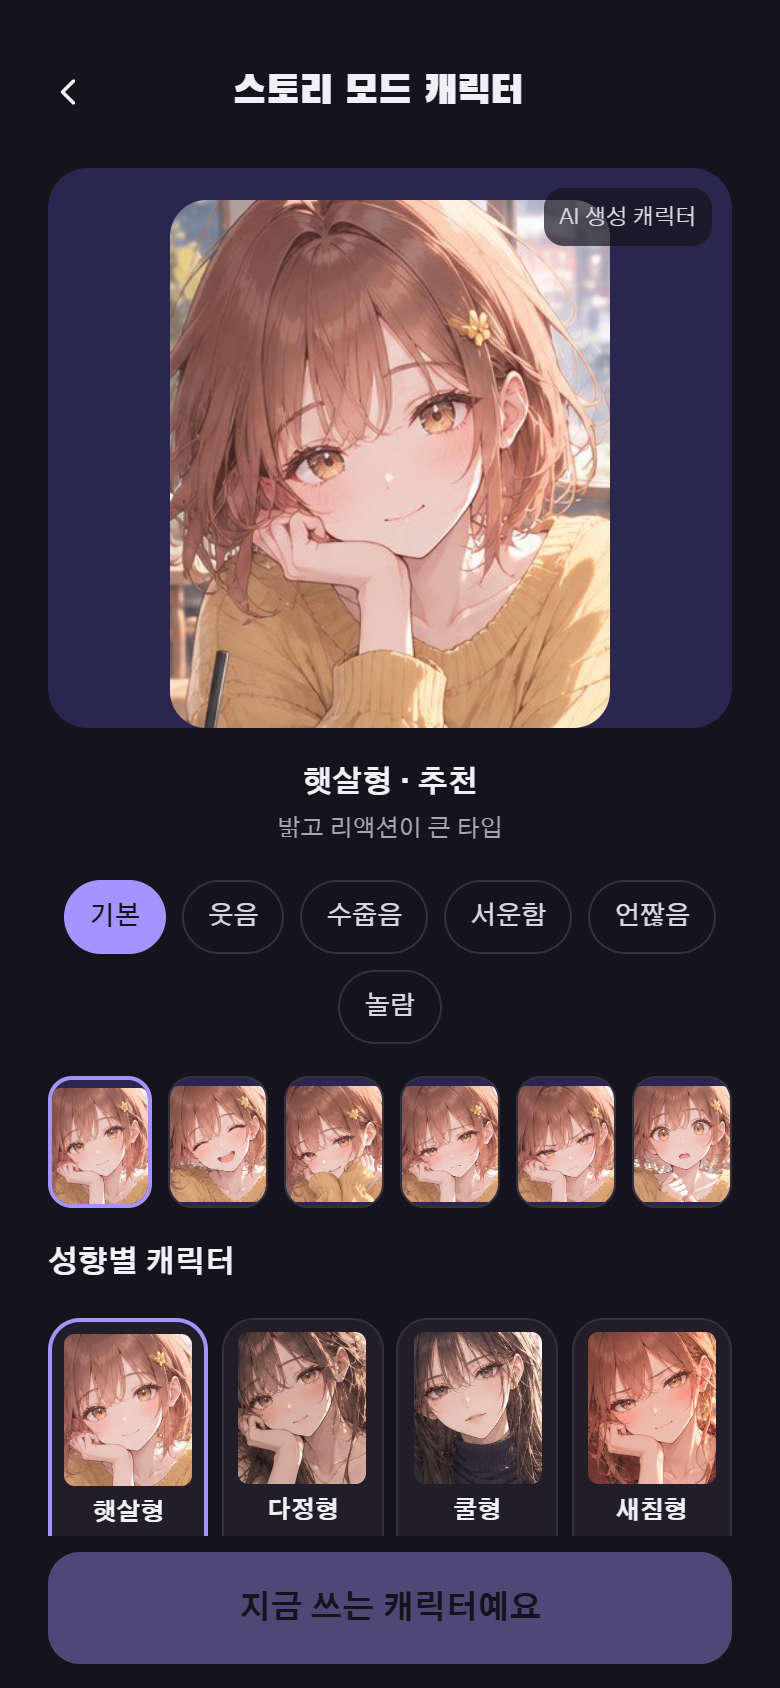 스토리 모드 캐릭터
AI 생성 캐릭터
햇살형 · 추천
밝고 리액션이 큰 타입
기본
웃음
수줍음
서운함
언짢음
놀람
성향별 캐릭터
햇살형
다정형
쿨형
새침형
지금 쓰는 캐릭터예요